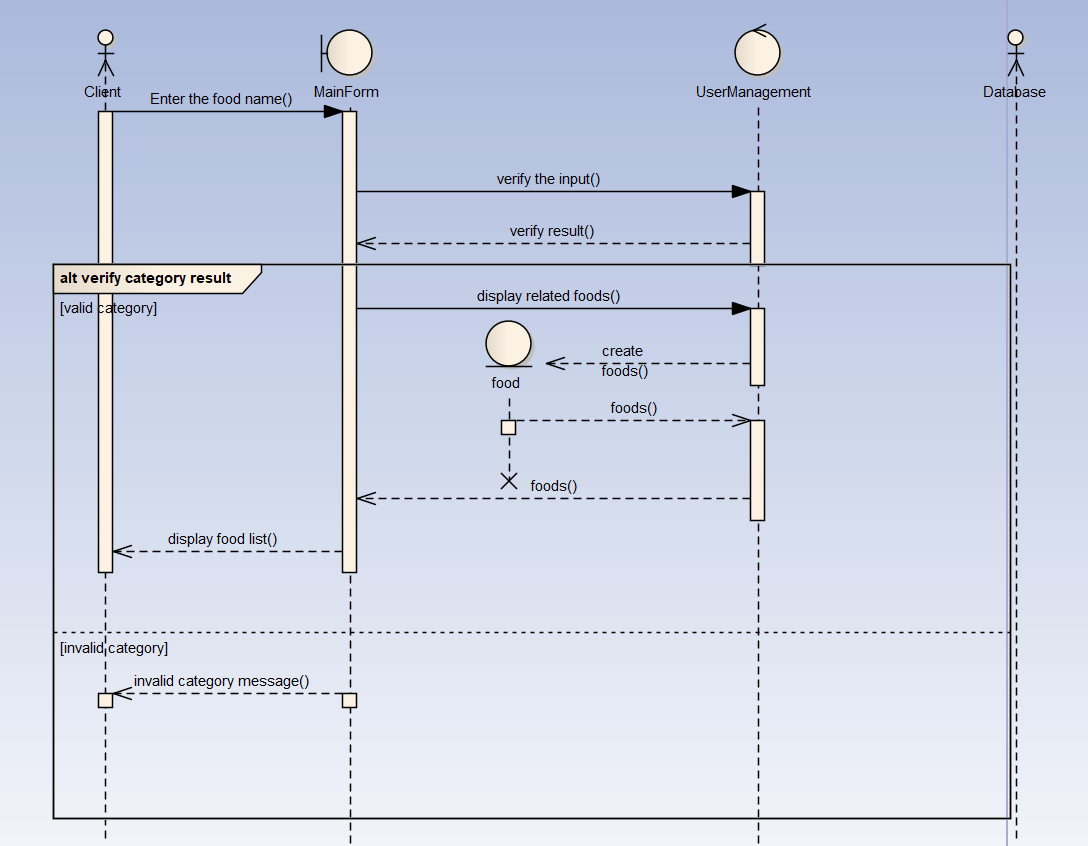 Client
MainForm
UserManagement
Database
Enter the food name()
verify the input()
verify result()
alt verify category result
[valid category]
display related foods()
create
foods()
food
foods()
foods()
display food list()
[invalid category]
invalid category message()